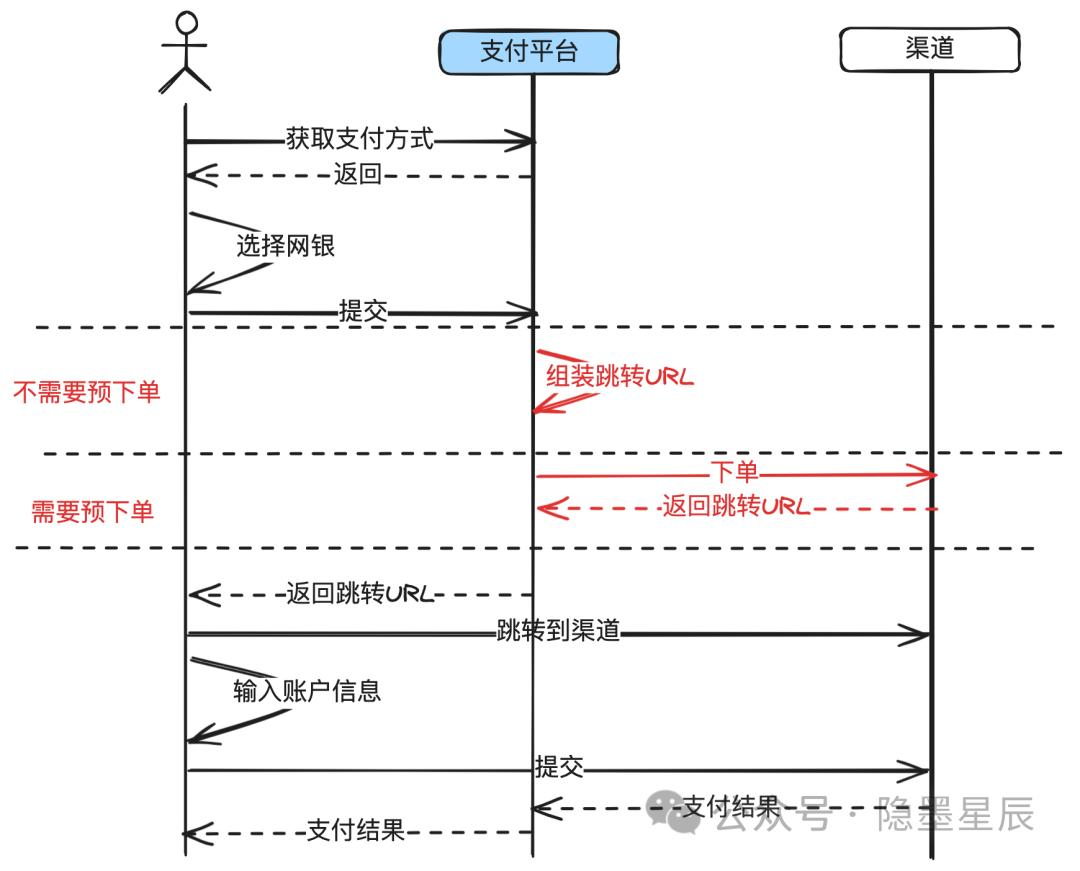 支付平台
渠道
获取支付方式
返回
选择网银
提交
不需要预下单
组装跳转URL
需要预下单
下单
返回跳转URL
返回跳转URL
跳转到渠道
输入账户信息
提交
支付结果
公众号·隐墨星辰
支付结果